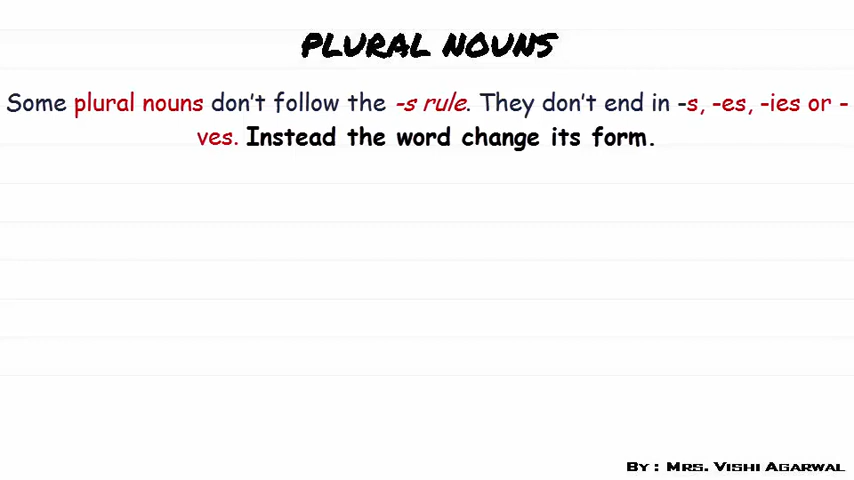 PLURAL NOUNS
Some plural nouns don't follow the -s rule. They don't end in -s, -es, -ies or -
ves. Instead the word change its form.
By : Mrs. Vishi Agarwal